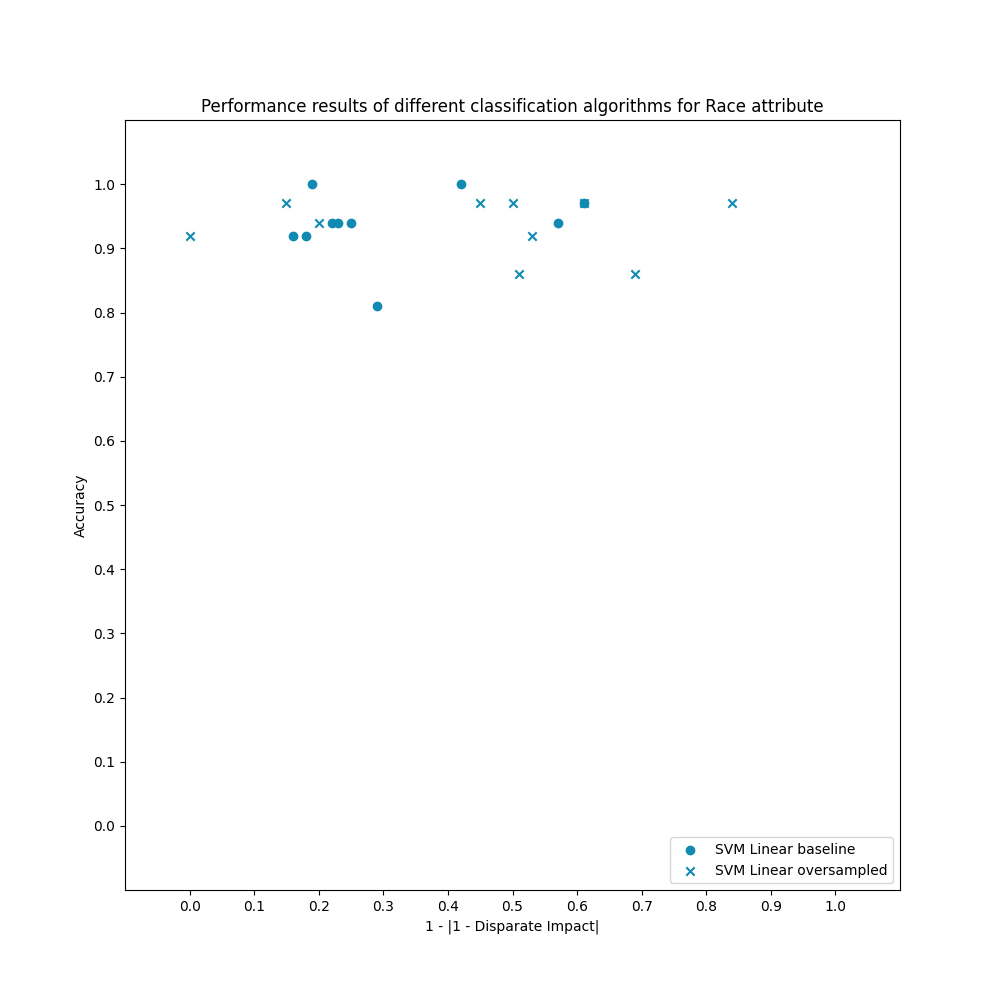 Performance results of different classification algorithms for Race attribute
1.0
0.9
0.8
0.7
0.6
0.5
0.4
0.3
0.2
0.1
0.0
Accuracy
SVM Linear baseline
SVM Linear oversampled
0.0 0.1 0.2 0.3 0.4 0.5 0.6 0.7 0.8 0.9 1.0
1 - |1 - Disparate Impact|